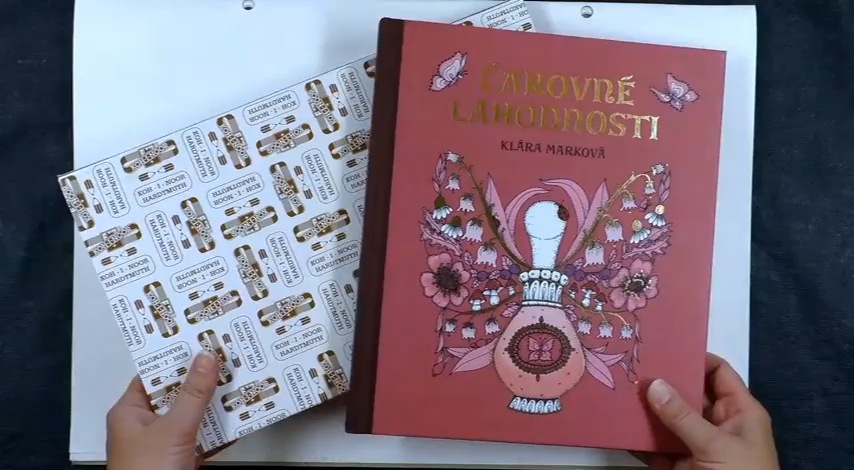 ČAROVNÉ
LAHODNOSTI
KLÁRA MARKOVÁ
KOH·I·NOOR
HARDTMUTH